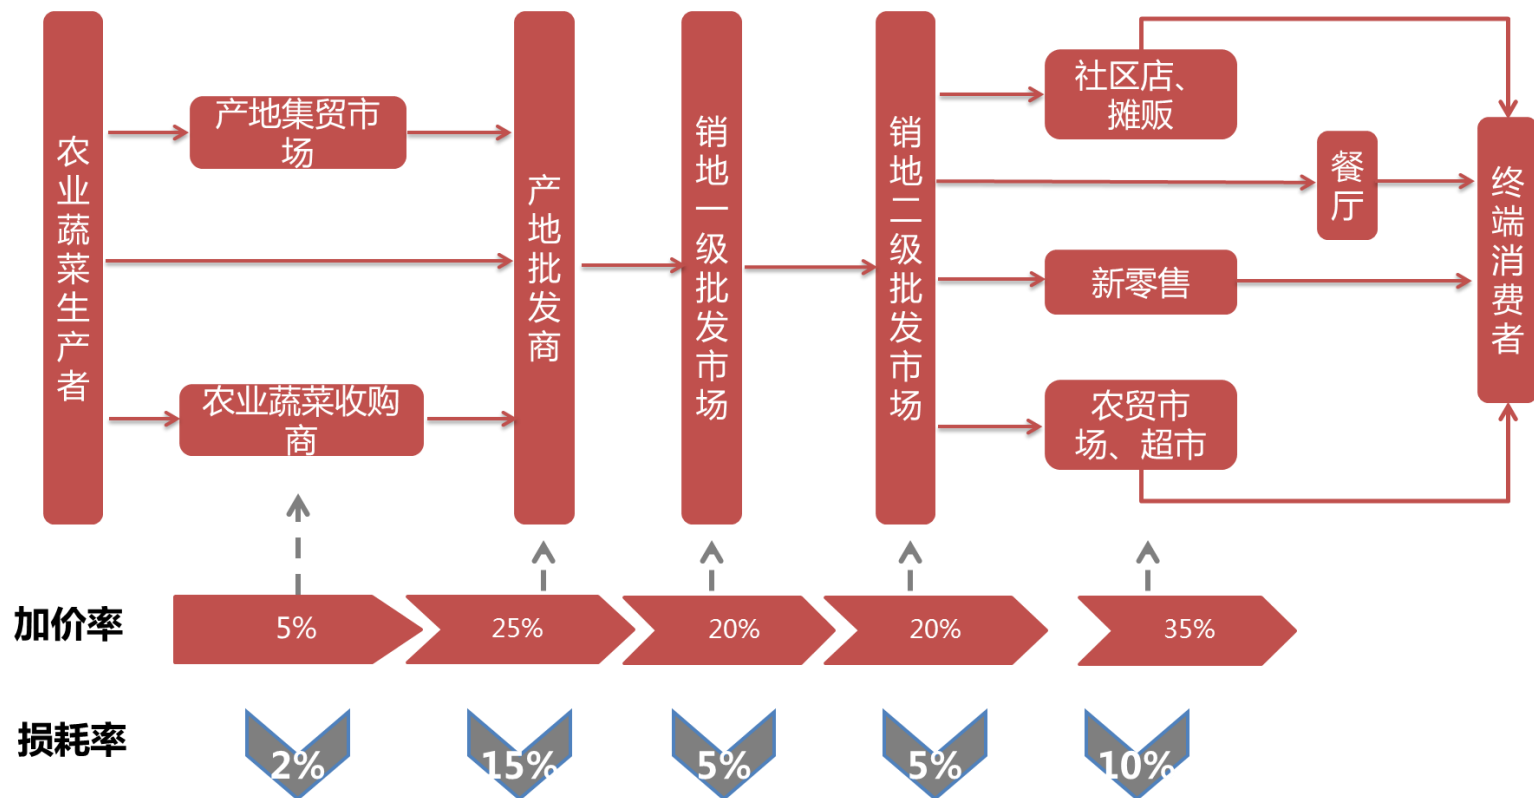 农业蔬菜生产者
产地集贸市
场
农业蔬菜收购
商
产地批发商
销地一级批发市场
销地二级批发市场
社区店、
摊贩
餐厅
新零售
农贸市
场、超市
终端消费者
加价率
5%
25%
20%
20%
35%
损耗率
2%
15%
5%
5%
10%